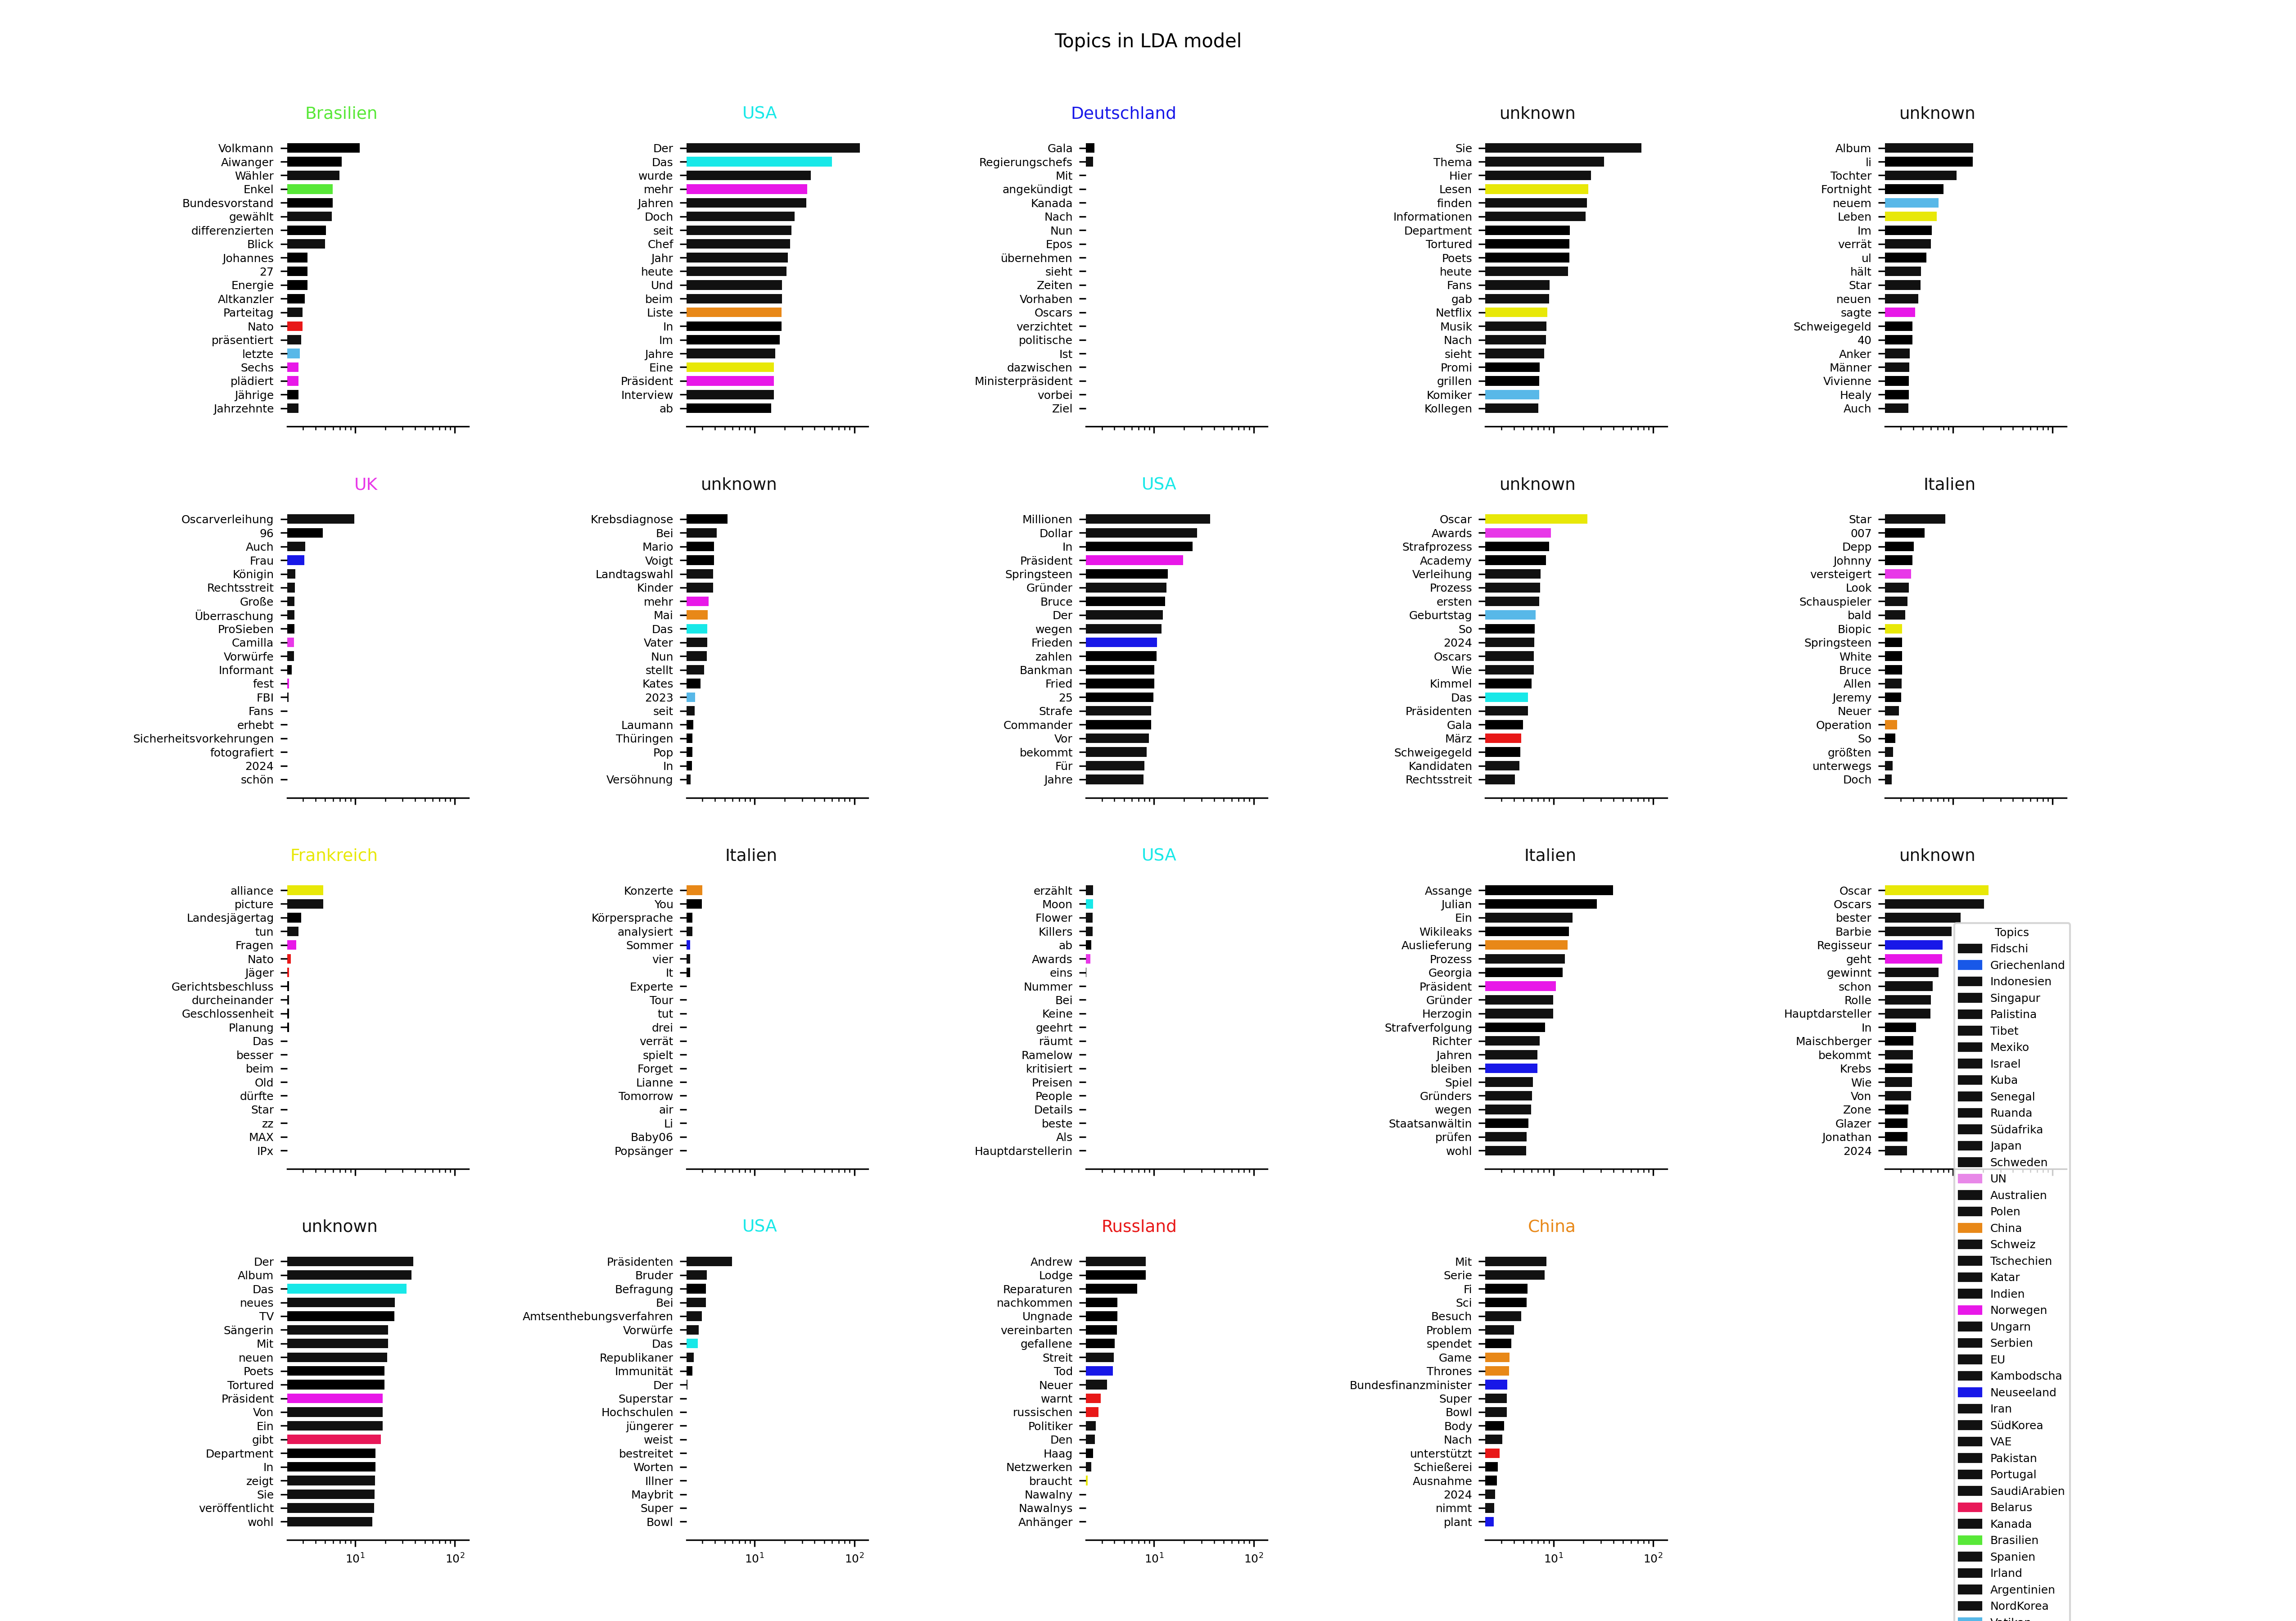 Topics in LDA model
Brasilien
Volkmann
Aiwanger
Wähler
Enkel
Bundesvorstand
gewählt
differenzierten
Blick
Johannes
27
Energie
Altkanzler
Parteitag
Nato
präsentiert
letzte
Sechs
plädiert
Jährige
Jahrzehnte
USA
Der
Das
wurde
mehr
Jahren
Doch
seit
Chef
Jahr
heute
Und
beim
Liste
In
Im
Jahre
Eine
Präsident
Interview
ab
Deutschland
Gala
Regierungschefs
Mit
angekündigt
Kanada
Nach
Nun
Epos
übernehmen
sieht
Zeiten
Vorhaben
Oscars
verzichtet
politische
Ist
dazwischen
Ministerpräsident
vorbei
Ziel
unknown
Sie
Thema
Hier
Lesen
finden
Informationen
Department
Tortured
Poets
heute
Fans
gab
Netflix
Musik
Nach
sieht
Promi
grillen
Komiker
Kollegen
unknown
Album
li
Tochter
Fortnight
neuem
Leben
Im
verrät
ul
hält
Star
neuen
sagte
Schweigegeld
40
Anker
Männer
Vivienne
Healy
Auch
UK
Oscarverleihung
96
Auch
Frau
Königin
Rechtsstreit
Große
Überraschung
ProSieben
Camilla
Vorwürfe
Informant
fest
FBI
Fans
erhebt
Sicherheitsvorkehrungen
fotografiert
2024
schön
unknown
Krebsdiagnose
Bei
Mario
Voigt
Landtagswahl
Kinder
mehr
Mai
Das
Vater
Nun
stellt
Kates
2023
seit
Laumann
Thüringen
Pop
In
Versöhnung
USA
Millionen
Dollar
In
Präsident
Springsteen
Gründer
Bruce
Der
wegen
Frieden
zahlen
Bankman
Fried
25
Strafe
Commander
Vor
bekommt
Für
Jahre
unknown
Oscar
Awards
Strafprozess
Academy
Verleihung
Prozess
ersten
Geburtstag
So
2024
Oscars
Wie
Kimmel
Das
Präsidenten
Gala
März
Schweigegeld
Kandidaten
Rechtsstreit
Italien
Star
007
Depp
Johnny
versteigert
Look
Schauspieler
bald
Biopic
Springsteen
White
Bruce
Allen
Jeremy
Neuer
Operation
So
größten
unterwegs
Doch
Frankreich
alliance
picture
Landesjägertag
tun
Fragen
Nato
Jäger
Gerichtsbeschluss
durcheinander
Geschlossenheit
Planung
Das
besser
beim
Old
dürfte
Star
zz
MAX
IPx
Italien
Konzerte
You
Körpersprache
analysiert
Sommer
vier
It
Experte
Tour
tut
drei
verrät
spielt
Forget
Lianne
Tomorrow
air
Li
Baby06
Popsänger
USA
erzählt
Moon
Flower
Killers
ab
Awards
eins
Nummer
Bei
Keine
geehrt
räumt
Ramelow
kritisiert
Preisen
People
Details
beste
Als
Hauptdarstellerin
Italien
Assange
Julian
Ein
Wikileaks
Auslieferung
Prozess
Georgia
Präsident
Gründer
Herzogin
Strafverfolgung
Richter
Jahren
bleiben
Spiel
Gründers
wegen
Staatsanwältin
prüfen
wohl
unknown
Oscar
Oscars
bester
Barbie
Regisseur
geht
gewinnt
schon
Rolle
Hauptdarsteller
In
Maischberger
bekommt
Krebs
Wie
Von
Zone
Glazer
Jonathan
2024
unknown
Der
Album
Das
neues
TV
Sängerin
Mit
neuen
Poets
Tortured
Präsident
Von
Ein
gibt
Department
In
zeigt
Sie
veröffentlicht
wohl
10¹ 10²
USA
Präsidenten
Bruder
Befragung
Bei
Amtsenthebungsverfahren
Vorwürfe
Das
Republikaner
Immunität
Der
Superstar
Hochschulen
jüngerer
weist
bestreitet
Worten
Illner
Maybrit
Super
Bowl
10¹ 10²
Russland
Andrew
Lodge
Reparaturen
nachkommen
Ungnade
vereinbarten
gefallene
Streit
Tod
Neuer
warnt
russischen
Politiker
Den
Haag
Netzwerken
braucht
Nawalny
Nawalnys
Anhänger
10¹ 10²
China
Mit
Serie
Fi
Sci
Besuch
Problem
spendet
Game
Thrones
Bundesfinanzminister
Super
Bowl
Body
Nach
unterstützt
Schießerei
Ausnahme
2024
nimmt
plant
10¹ 10²
Topics
Fidschi
Griechenland
Indonesien
Singapur
Palistina
Tibet
Mexiko
Israel
Kuba
Senegal
Ruanda
Südafrika
Japan
Schweden
UN
Australien
Polen
China
Schweiz
Tschechien
Katar
Indien
Norwegen
Ungarn
Serbien
EU
Kambodscha
Neuseeland
Iran
SüdKorea
VAE
Pakistan
Portugal
SaudiArabien
Belarus
Kanada
Brasilien
Spanien
Irland
Argentinien
NordKorea